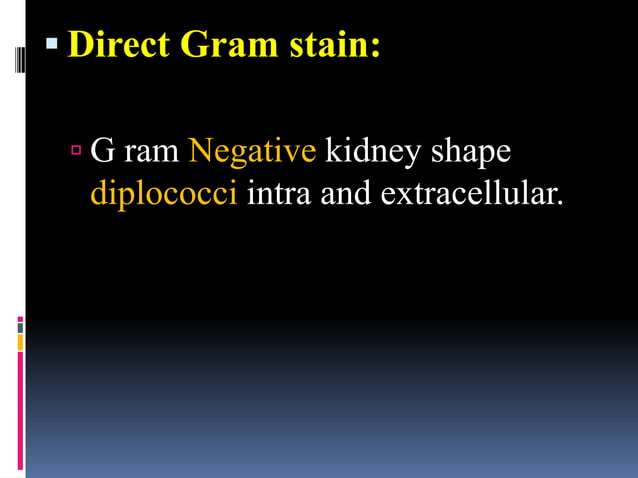 Direct Gram stain:
G ram Negative kidney shape
diplococci intra and extracellular.